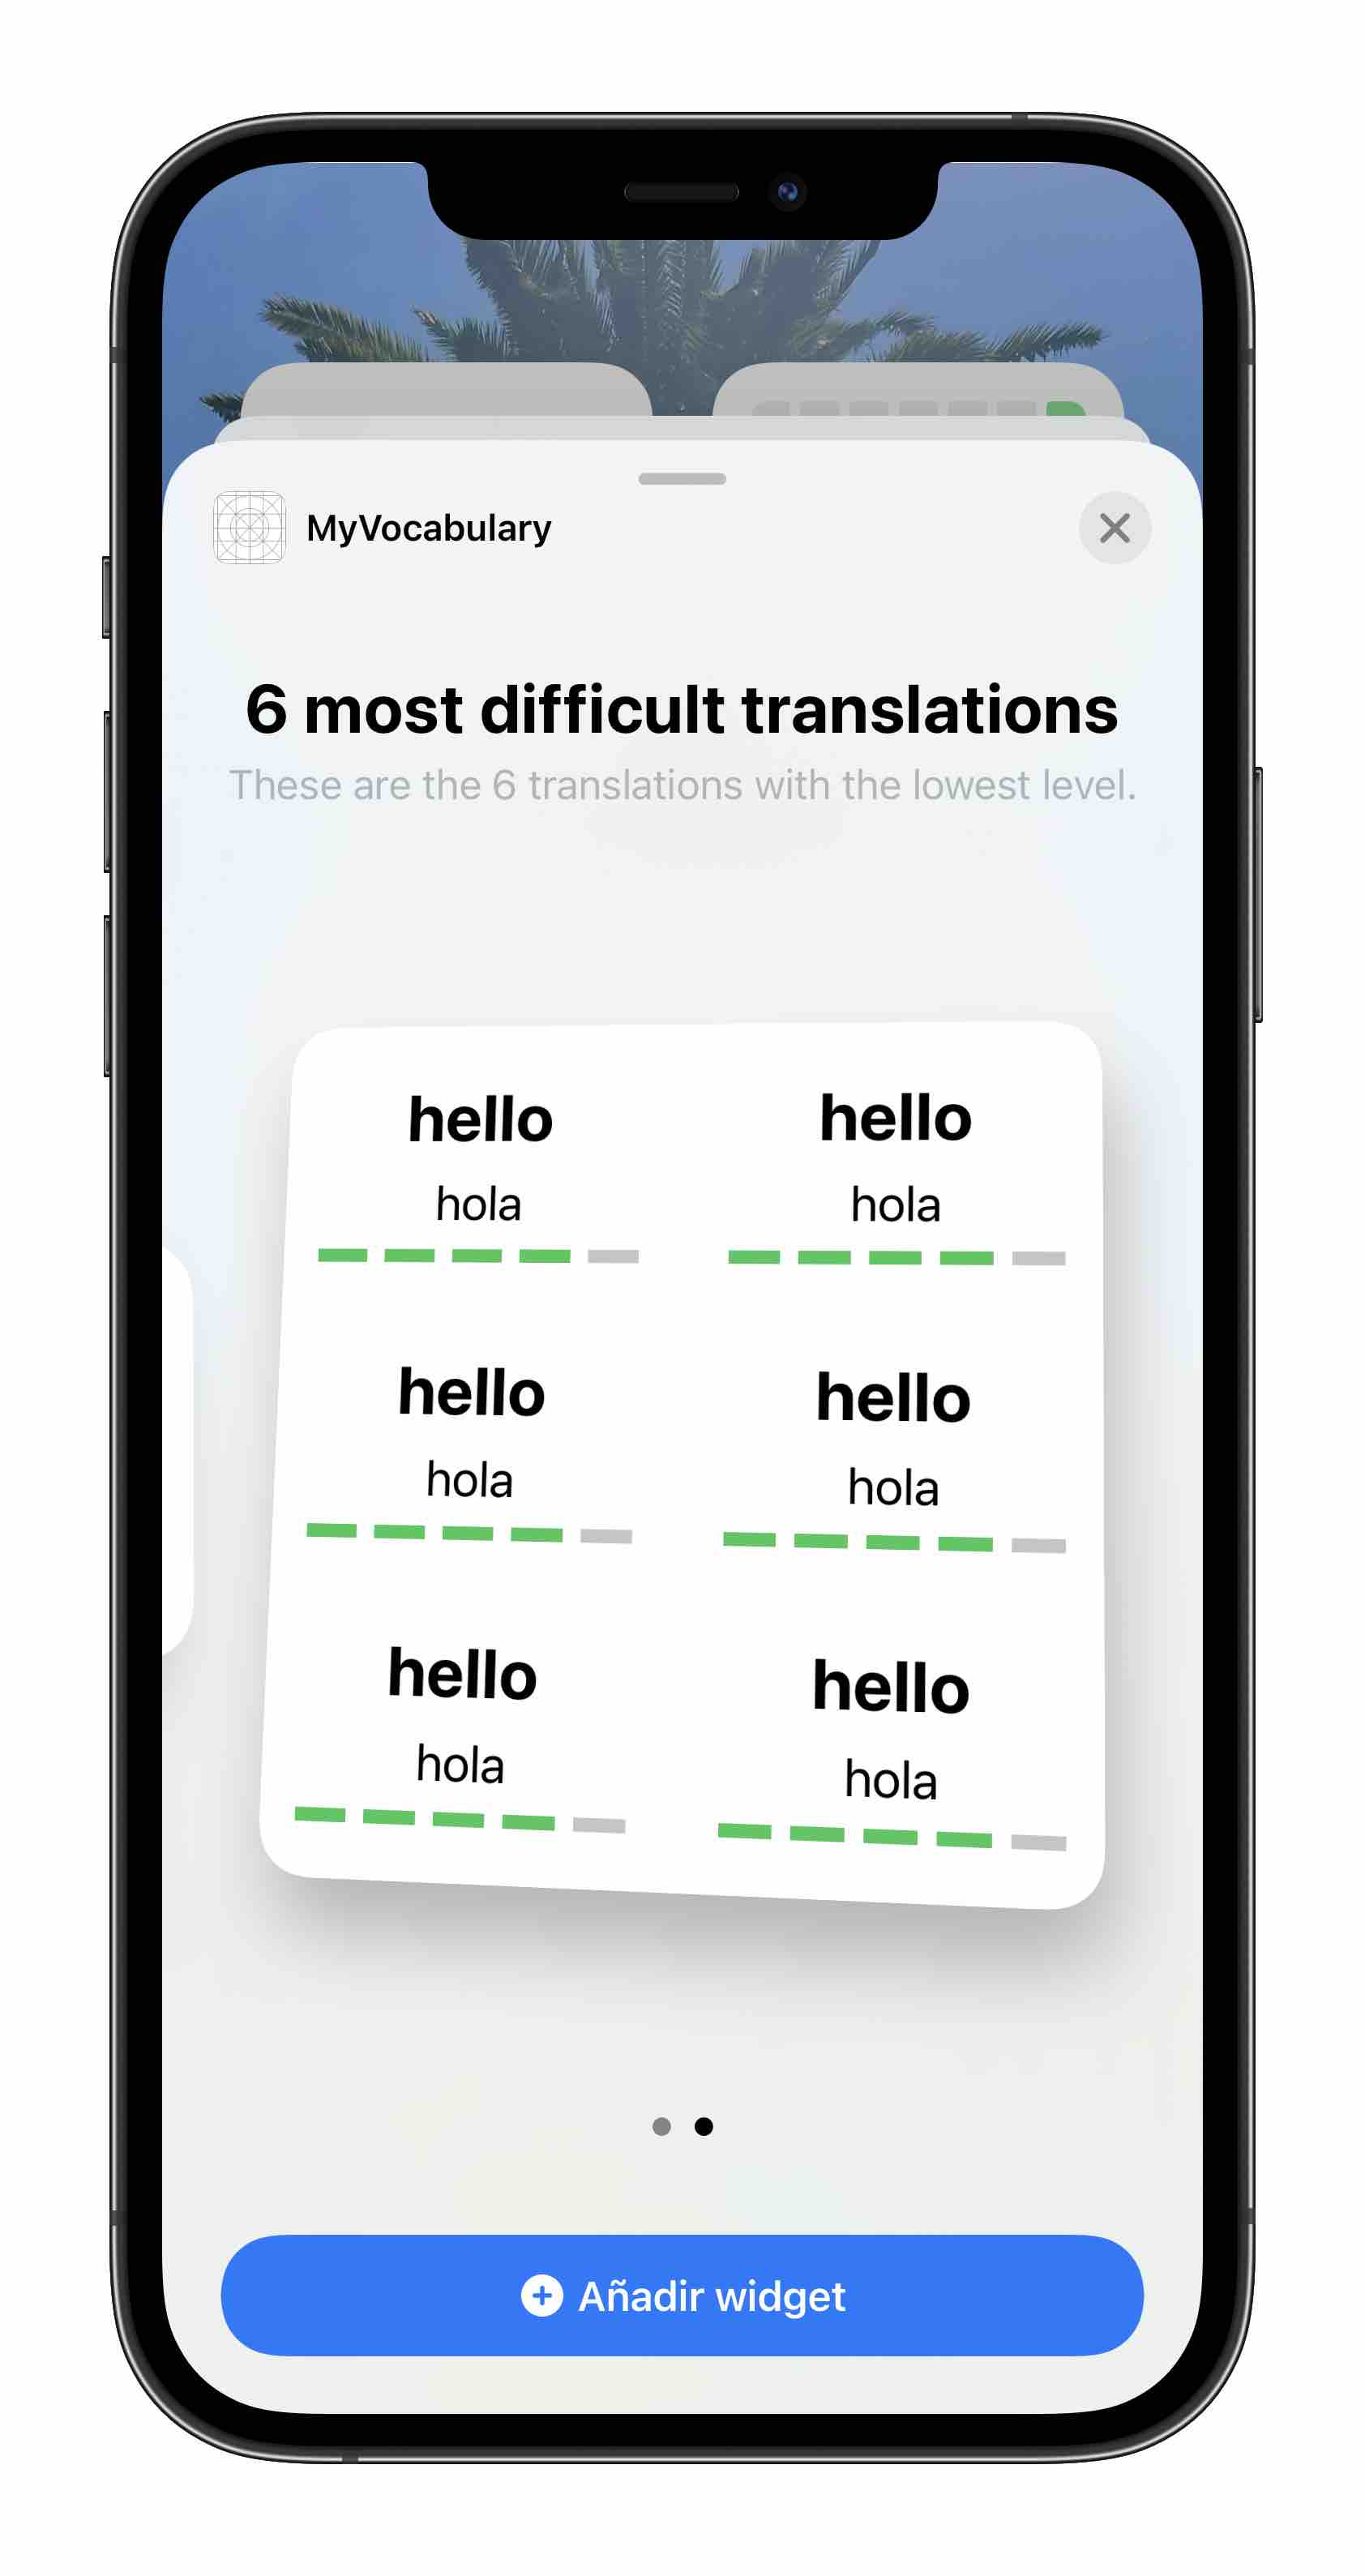 MyVocabulary
6 most difficult translations
These are the 6 translations with the lowest level.
hello hello
hola hola
hello hello
hola hola
hello hello
hola hola
Añadir widget